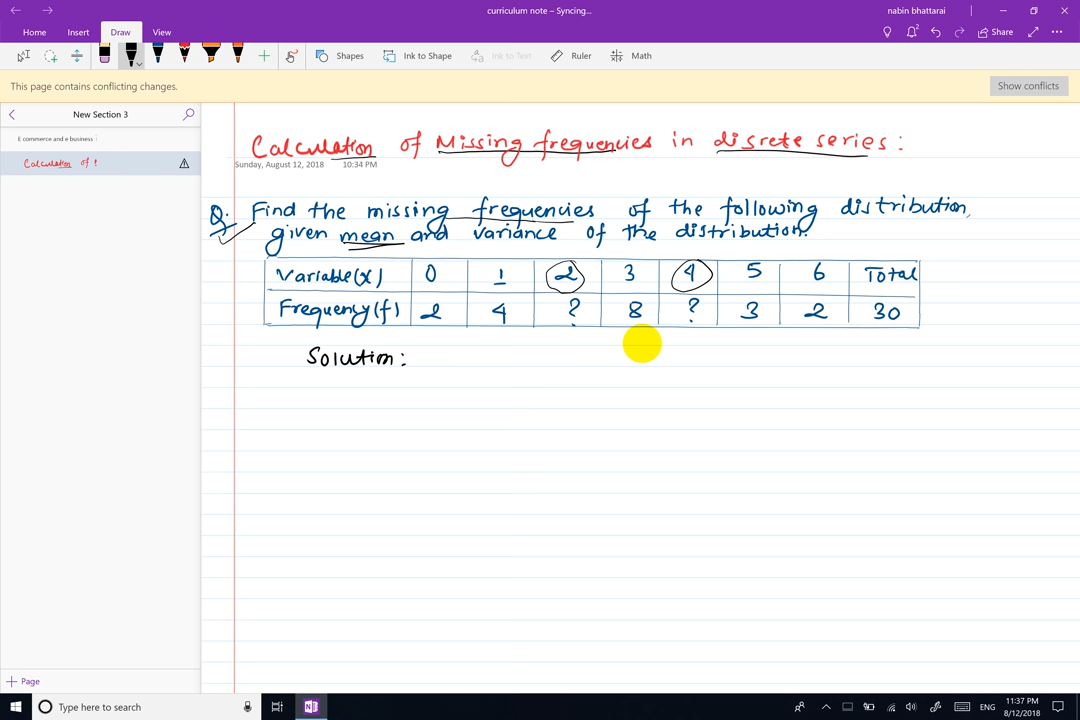 curriculum note – Syncing...
nabin bhattarai
Home Insert Draw View
Share
Shapes Ink to Shape Ink to Text Ruler Math
This page contains conflicting changes.
Show conflicts
New Section 3
E commerce and e business :
Calculation of !
Calculation of Missing frequencies in disrete series :
Sunday, August 12, 2018 10:34 PM
Q. Find the missing frequencies of the following distribution,
given mean and variance of the distribution.
Variable(x) 0 1 2 3 4 5 6 Total
Frequency(f) 2 4 ? 8 ? 3 2 30
Solution:
+ Page
Type here to search
ENG
11:37 PM
8/12/2018